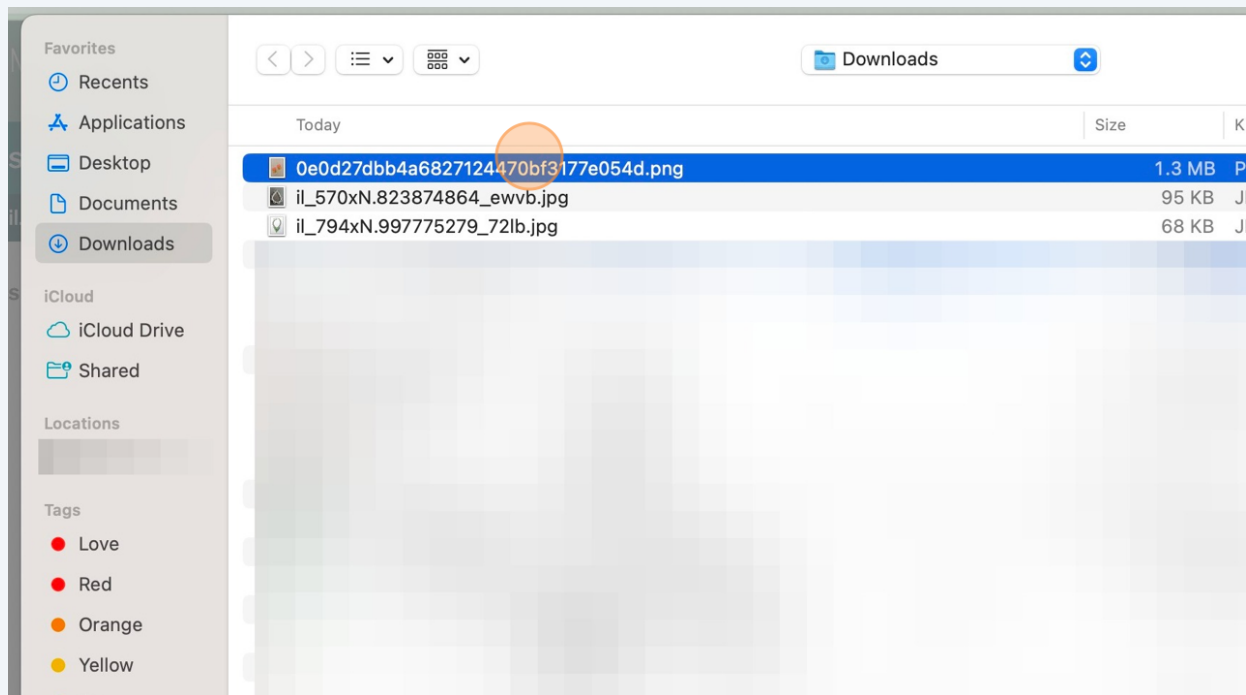 Favorites
Recents
Applications
Desktop
Documents
Downloads
iCloud
iCloud Drive
Shared
Locations
Tags
Love
Red
Orange
Yellow
Downloads
Today Size K
0e0d27dbb4a6827124470bf3177e054d.png 1.3 MB P
il_570xN.823874864_ewvb.jpg 95 KB
il_794xN.997775279_72lb.jpg 68 KB